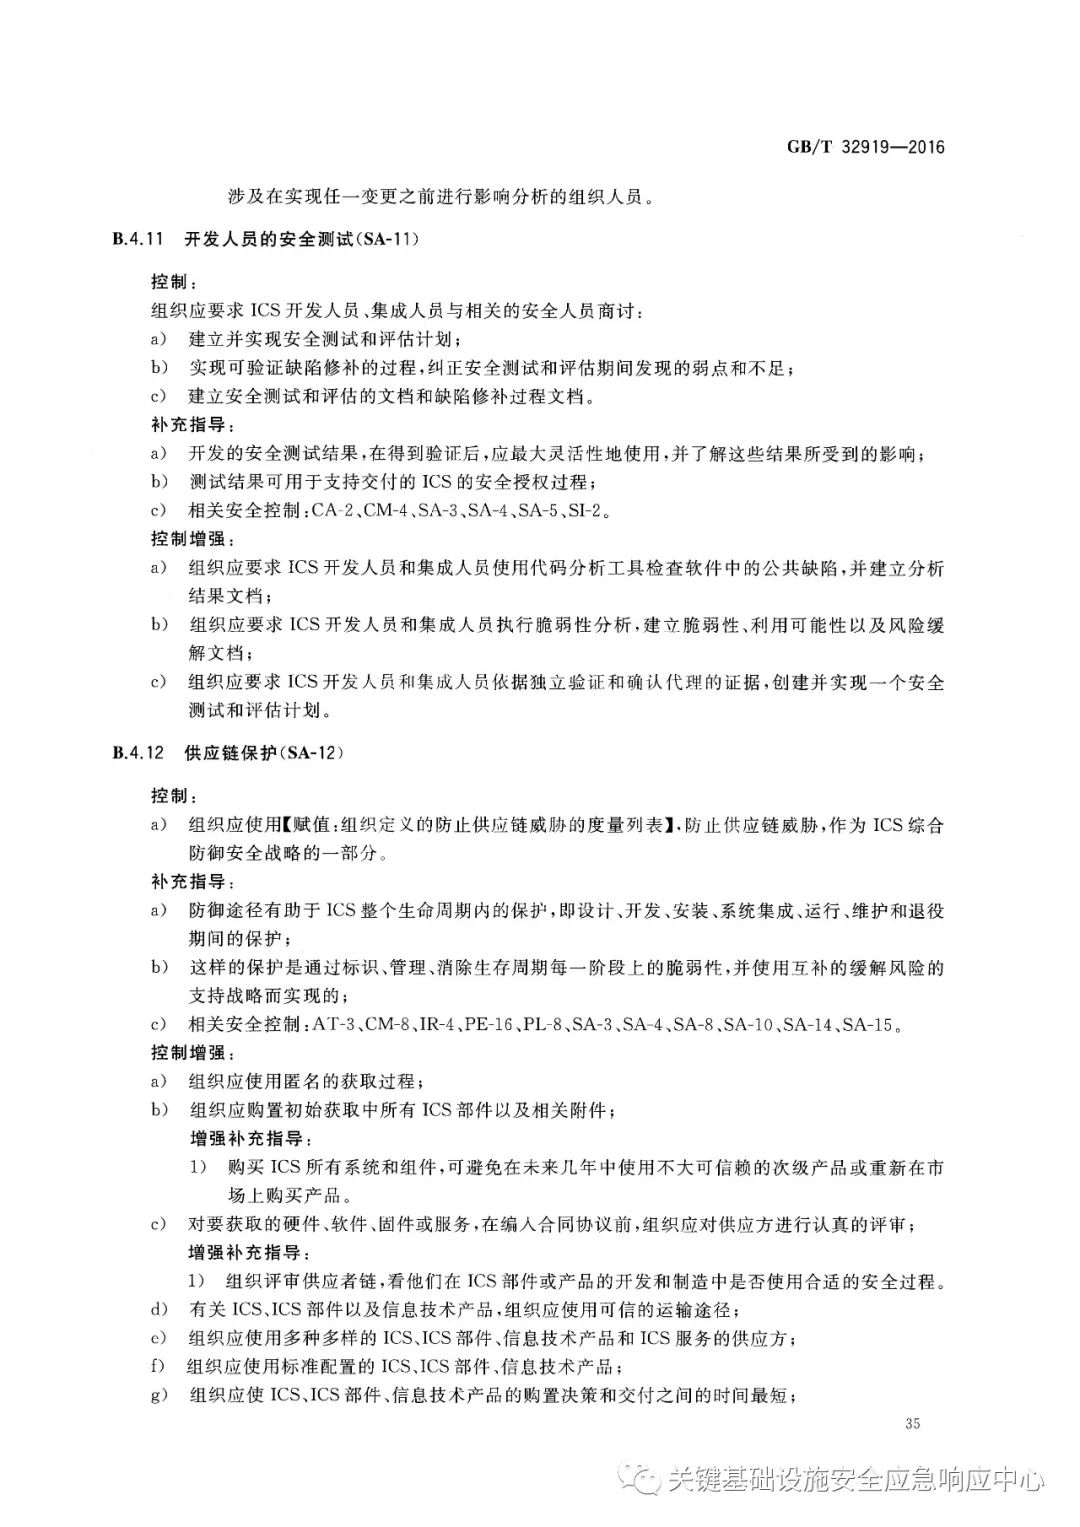 GB/T 32919—2016
涉及在实现任一变更之前进行影响分析的组织人员。
B.4.11 开发人员的安全测试(SA-11)
控制:
组织应要求 ICS 开发人员、集成人员与相关的安全人员商讨:
a) 建立并实现安全测试和评估计划;
b) 实现可验证缺陷修补的过程,纠正安全测试和评估期间发现的弱点和不足;
c) 建立安全测试和评估的文档和缺陷修补过程文档。
补充指导:
a) 开发的安全测试结果,在得到验证后,应最大灵活性地使用,并了解这些结果所受到的影响;
b) 测试结果可用于支持交付的 ICS 的安全授权过程;
c) 相关安全控制:CA-2、CM-4、SA-3、SA-4、SA-5、SI-2。
控制增强:
a) 组织应要求 ICS 开发人员和集成人员使用代码分析工具检查软件中的公共缺陷,并建立分析
结果文档;
b) 组织应要求 ICS 开发人员和集成人员执行脆弱性分析,建立脆弱性、利用可能性以及风险缓
解文档;
c) 组织应要求 ICS 开发人员和集成人员依据独立验证和确认代理的证据,创建并实现一个安全
测试和评估计划。
B.4.12 供应链保护(SA-12)
控制:
a) 组织应使用【赋值:组织定义的防止供应链威胁的度量列表】,防止供应链威胁,作为 ICS 综合
防御安全战略的一部分。
补充指导:
a) 防御途径有助于 ICS 整个生命周期内的保护,即设计、开发、安装、系统集成、运行、维护和退役
期间的保护;
b) 这样的保护是通过标识、管理、消除生存周期每一阶段上的脆弱性,并使用互补的缓解风险的
支持战略而实现的;
c) 相关安全控制:AT-3、CM-8、IR-4、PE-16、PL-8、SA-3、SA-4、SA-8、SA-10、SA-14、SA-15。
控制增强:
a) 组织应使用匿名的获取过程;
b) 组织应购置初始获取中所有 ICS 部件以及相关附件;
增强补充指导:
1) 购买 ICS 所有系统和组件,可避免在未来几年中使用不大可信赖的次级产品或重新在市
场上购买产品。
c) 对要获取的硬件、软件、固件或服务,在编入合同协议前,组织应对供应方进行认真的评审;
增强补充指导:
1) 组织评审供应者链,看他们在 ICS 部件或产品的开发和制造中是否使用合适的安全过程。
d) 有关 ICS、ICS 部件以及信息技术产品,组织应使用可信的运输途径;
e) 组织应使用多种多样的 ICS、ICS 部件、信息技术产品和 ICS 服务的供应方;
f) 组织应使用标准配置的 ICS、ICS 部件、信息技术产品;
g) 组织应使 ICS、ICS 部件、信息技术产品的购置决策和交付之间的时间最短;
35
关键基础设施安全应急响应中心